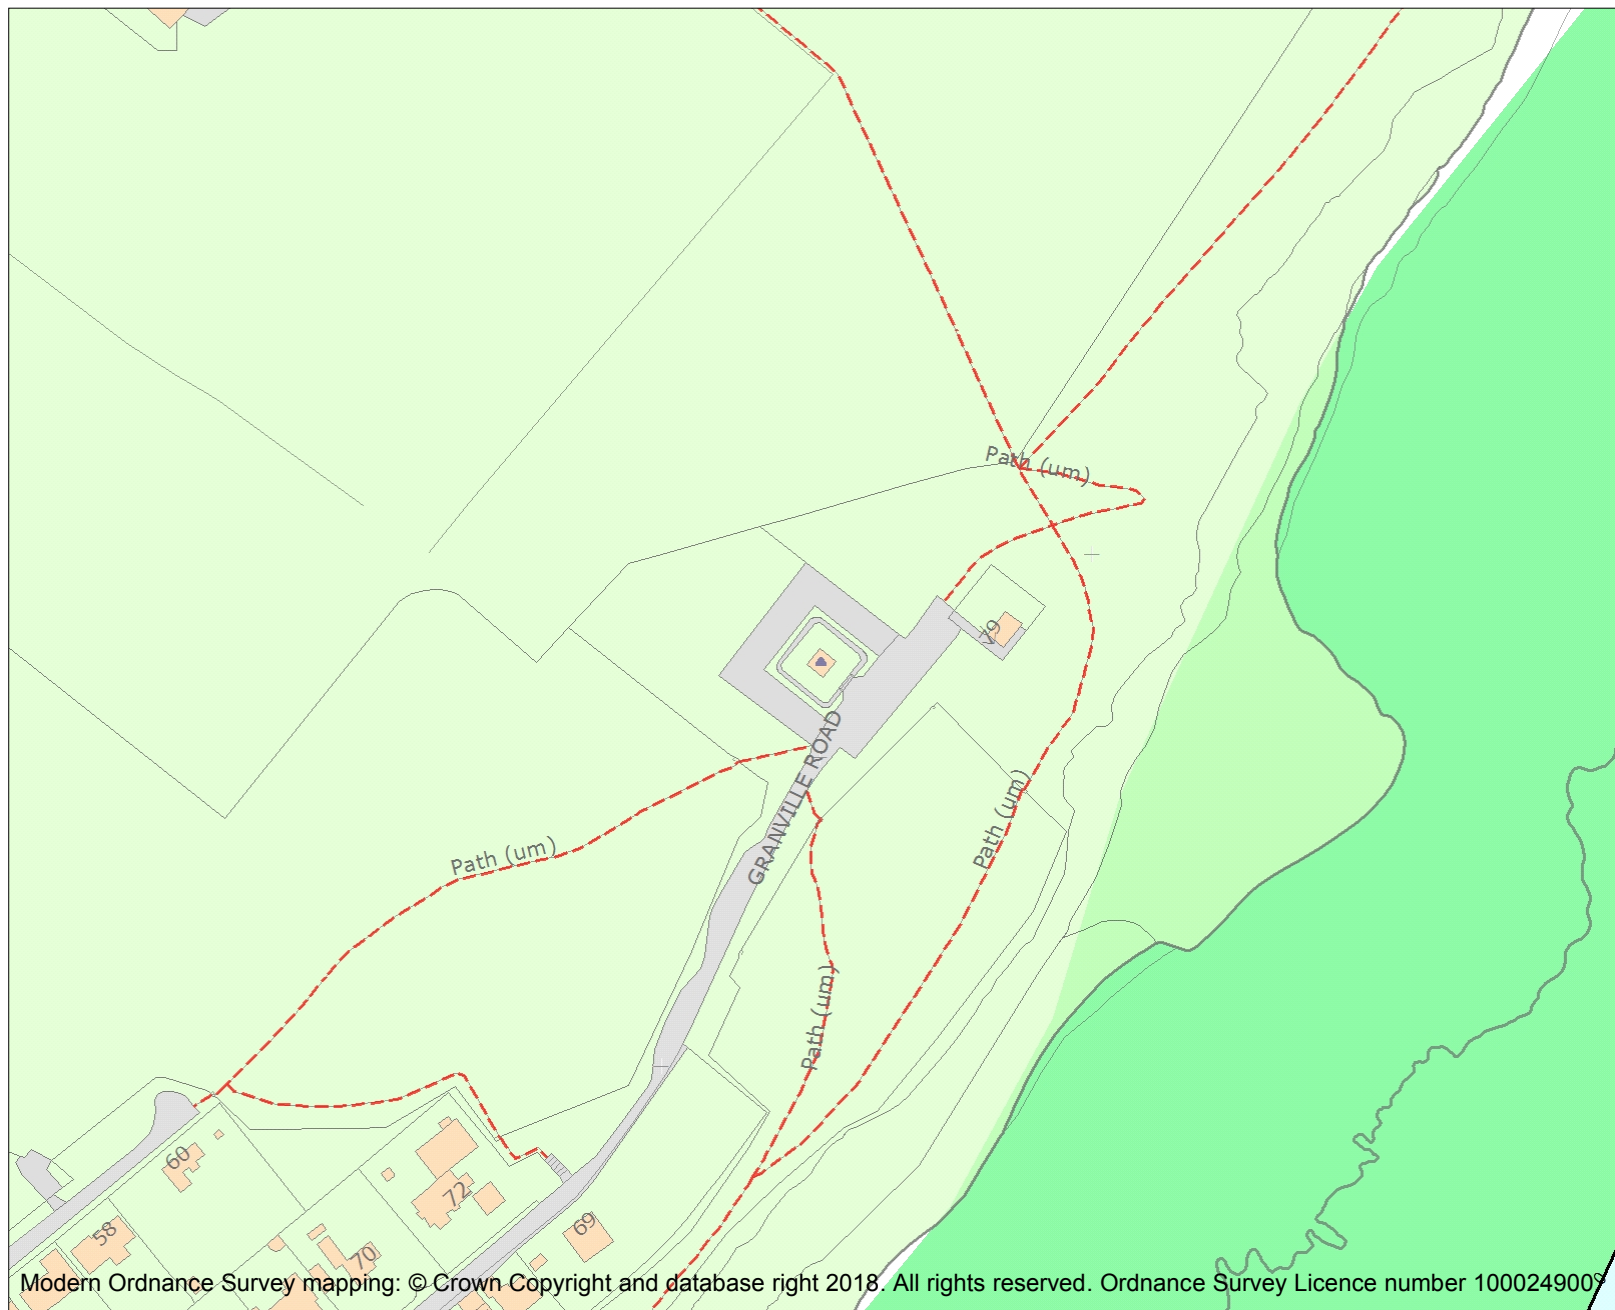 Path (um)
79
GRANVILLE ROAD
Path (um)
Path (um)
Path (um)
60
72
58
69
70
Modern Ordnance Survey mapping: © Crown Copyright and database right 2018. All rights reserved. Ordnance Survey Licence number 100024900